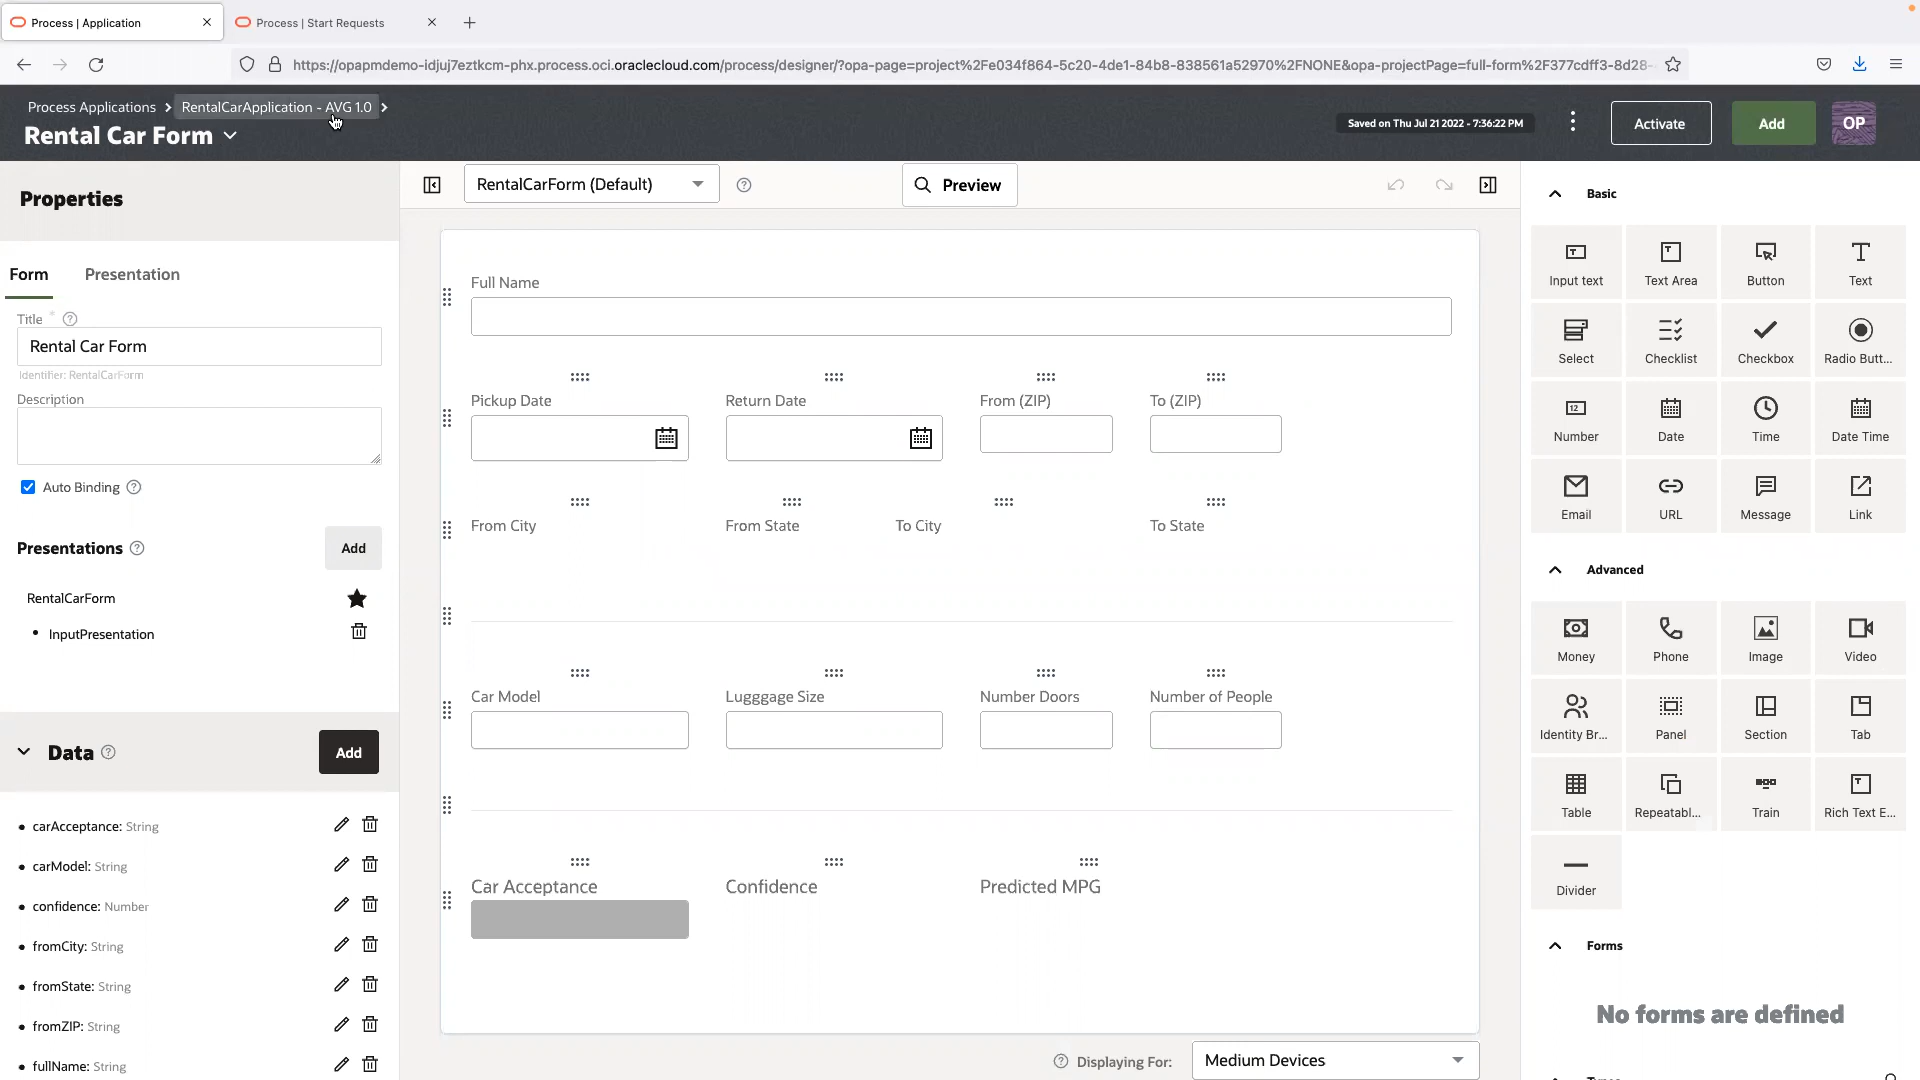 Process | Application
Process | Start Requests
https://opapmdemo-idjuj7eztkcm-phx.process.oci.oraclecloud.com/process/designer/?opa-page=project%2Fe034f864-5c20-4de1-84b8-838561a52970%2FNONE&opa-projectPage=full-form%2F377cdff3-8d28-
Process Applications
RentalCarApplication - AVG 1.0
Rental Car Form
Saved on Thu Jul 21 2022 - 7:36:22 PM
Activate
Add
OP
Properties
Form
Presentation
Title *
Rental Car Form
Identifier: RentalCarForm
Description
Auto Binding
Presentations
Add
RentalCarForm
• InputPresentation
Data
Add
• carAcceptance: String
• carModel: String
• confidence: Number
• fromCity: String
• fromState: String
• fromZIP: String
• fullName: String
RentalCarForm (Default)
Preview
Full Name
Pickup Date
Return Date
From (ZIP)
To (ZIP)
From City
From State
To City
To State
Car Model
Lugggage Size
Number Doors
Number of People
Car Acceptance
Confidence
Predicted MPG
Displaying For:
Medium Devices
Basic
Input text
Text Area
Button
Text
Select
Checklist
Checkbox
Radio Butt...
Number
Date
Time
Date Time
Email
URL
Message
Link
Advanced
Money
Phone
Image
Video
Identity Br...
Panel
Section
Tab
Table
Repeatabl...
Train
Rich Text E...
Divider
Forms
No forms are defined